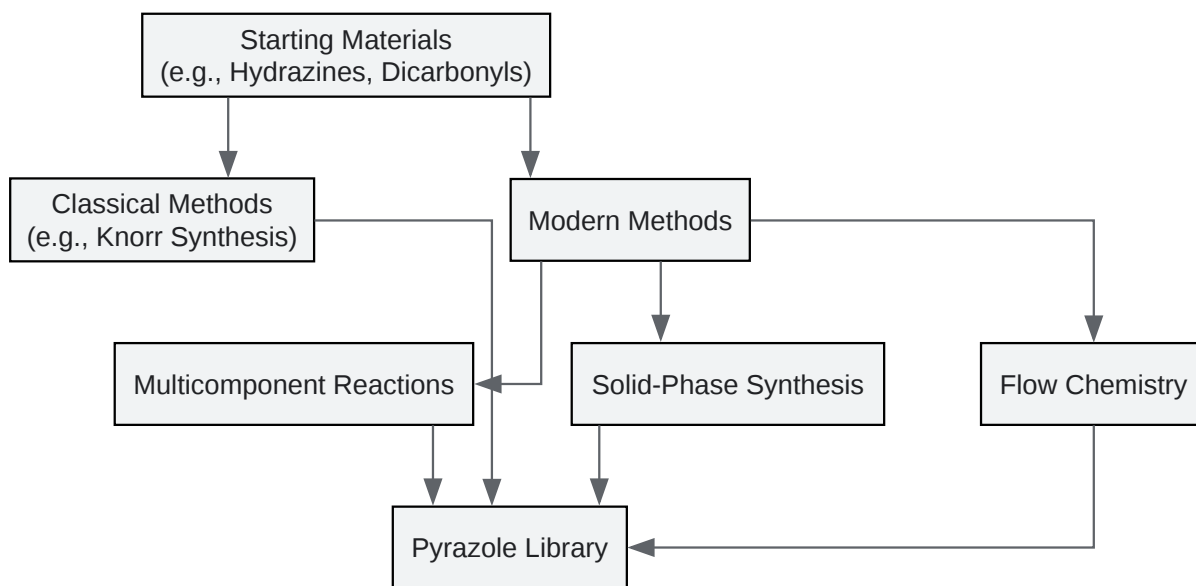 Starting Materials
(e.g., Hydrazines, Dicarbonyls)
Classical Methods
(e.g., Knorr Synthesis)
Modern Methods
Multicomponent Reactions
Solid-Phase Synthesis
Flow Chemistry
Pyrazole Library